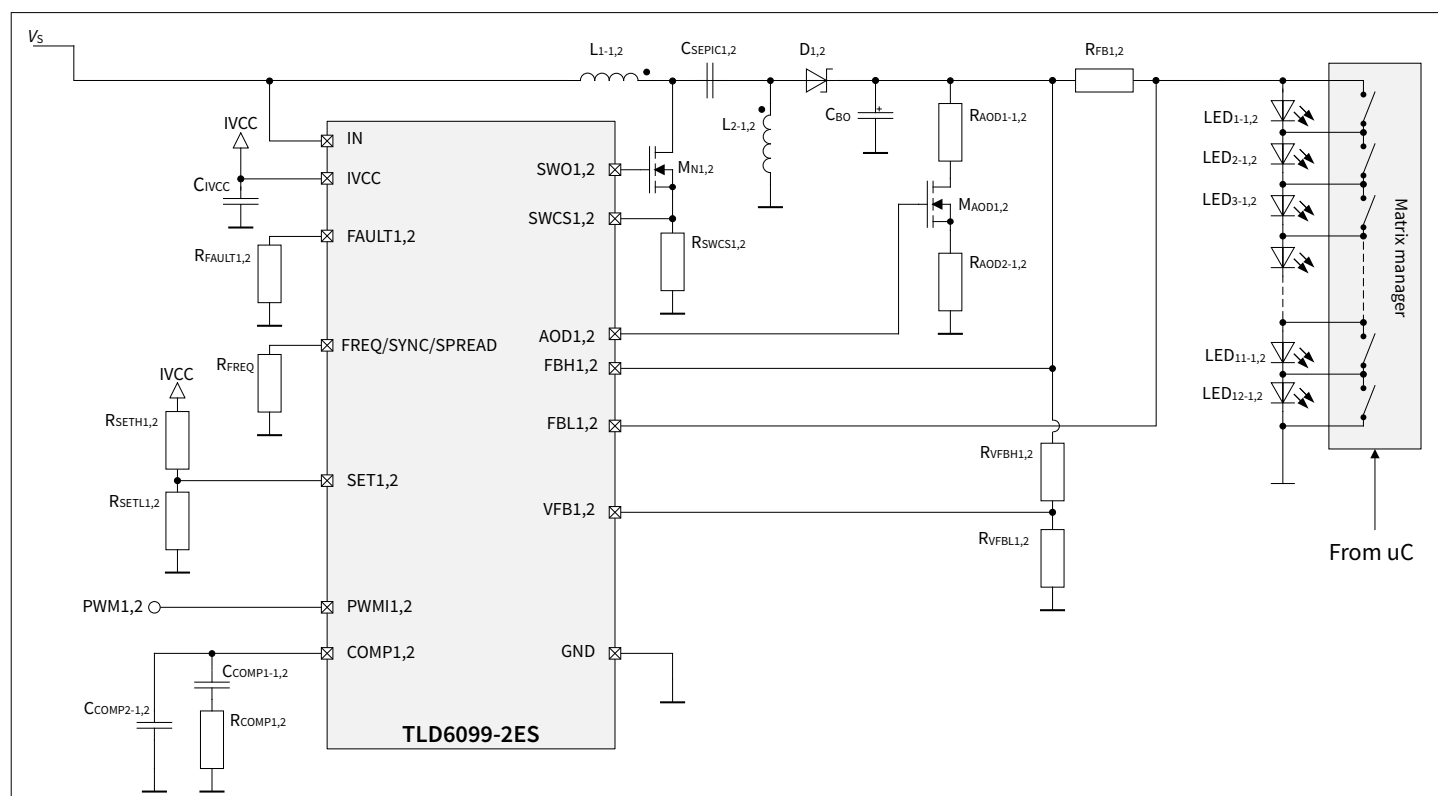 VS
L1-1,2
CSEPIC1,2
D1,2
RFB1,2
L2-1,2
CBO
RAOD1-1,2
LED1-1,2
LED2-1,2
LED3-1,2
LED11-1,2
LED12-1,2
Matrix manager
From uC
IVCC
CIVCC
RFAULT1,2
RFREQ
IVCC
RSETH1,2
RSETL1,2
PWM1,2
CCOMP1-1,2
CCOMP2-1,2
RCOMP1,2
IN
IVCC
FAULT1,2
FREQ/SYNC/SPREAD
SET1,2
PWMI1,2
COMP1,2
SWO1,2
SWCS1,2
AOD1,2
FBH1,2
FBL1,2
VFB1,2
GND
TLD6099-2ES
MN1,2
RSWCS1,2
MAOD1,2
RAOD2-1,2
RVFBH1,2
RVFBL1,2